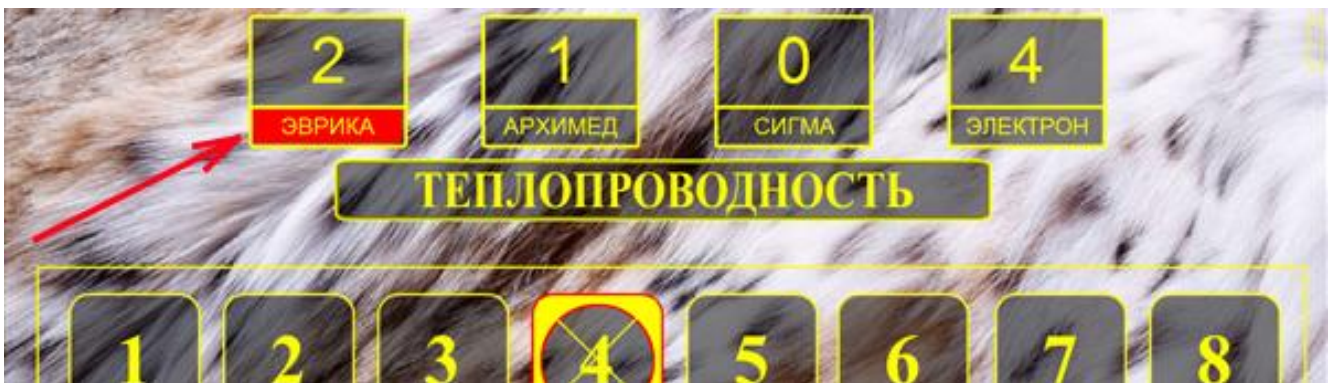 2 1 0 4
ЭВРИКА АРХИМЕД СИГМА ЭЛЕКТРОН
ТЕПЛОПРОВОДНОСТЬ
1 2 3 4 5 6 7 8